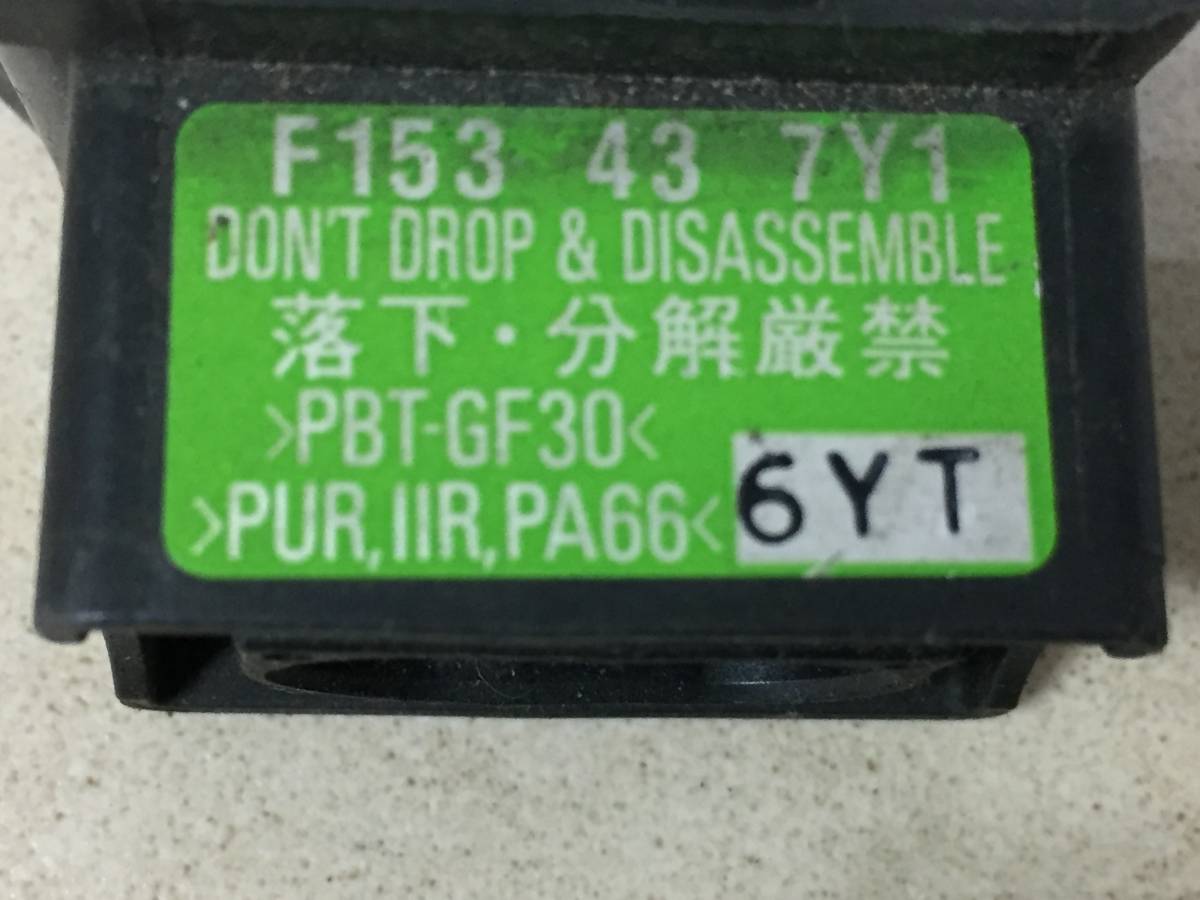 F153 43 7Y1
DON'T DROP & DISASSEMBLE
落下・分解厳禁
>PBT-GF30<
>PUR,IIR,PA66<
6YT